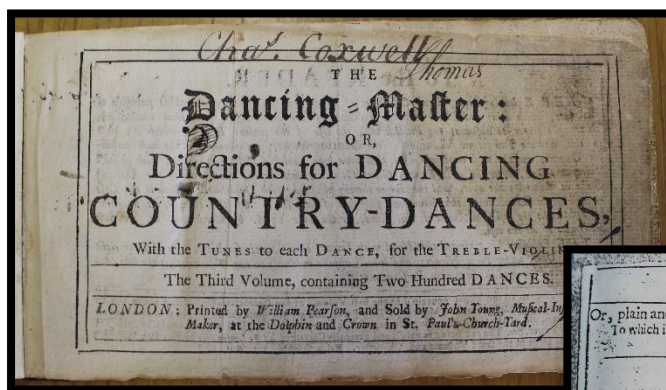 Chas. Coxwell
THE Thomas
Dancing-Maſter:
OR,
Directions for DANCING
COUNTRY-DANCES,
With the TUNES to each DANCE, for the TREBLE-VIOLIN
The Third Volume, containing Two Hundred DANCES.
LONDON: Printed by William Pearſon, and Sold by John Young, Muſical-In
Maker, at the Dolphin and Crown in St. Paul's-Church-Yard.
Or, plain and
To which i